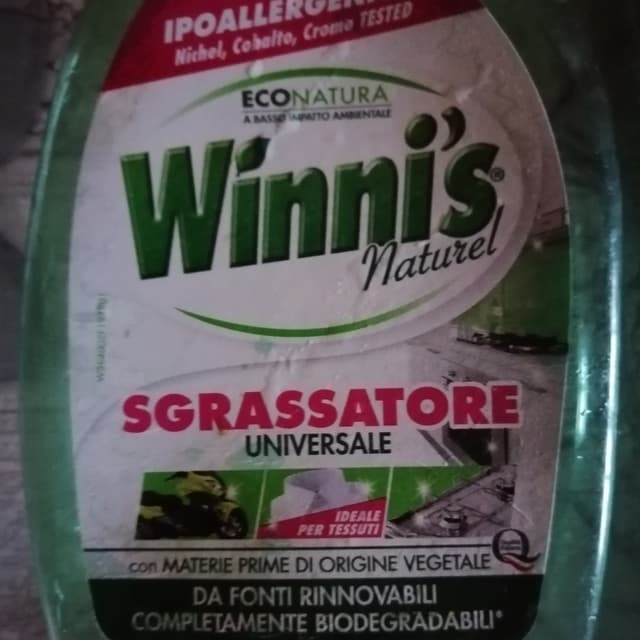 IPOALLERGEN
Nichel, Cobalto, Cromo TESTED
ECONATURA
A BASSO IMPATTO AMBIENTALE
Winni's®
Naturel
SGRASSATORE
UNIVERSALE
IDEALE
PER TESSUTI
con MATERIE PRIME DI ORIGINE VEGETALE
DA FONTI RINNOVABILI
COMPLETAMENTE BIODEGRADABILI*